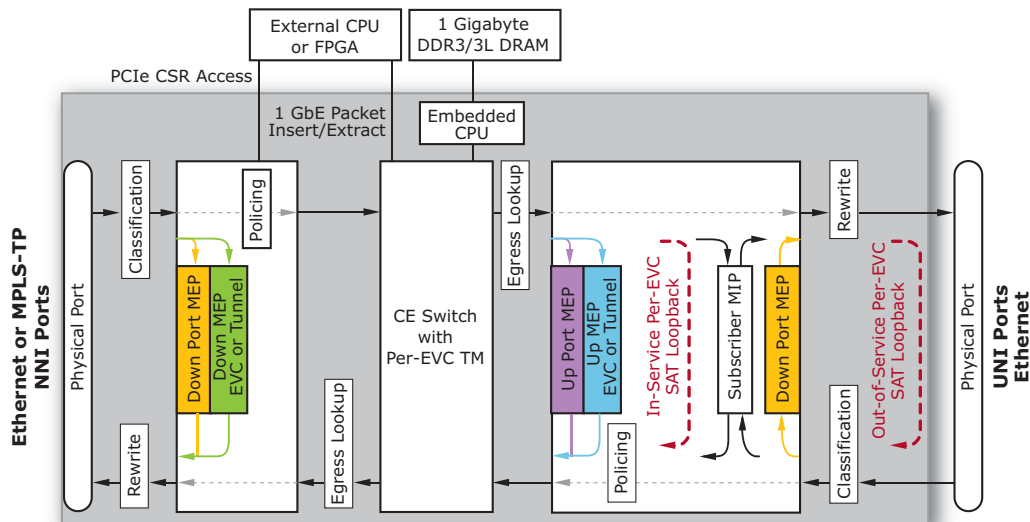 External CPU
or FPGA
1 Gigabyte
DDR3/3L DRAM
PCIe CSR Access
1 GbE Packet
Insert/Extract
Embedded
CPU
Ethernet or MPLS-TP
NNI Ports
Physical Port
Classification
Policing
Down Port MEP
Down MEP
EVC or Tunnel
Rewrite
Egress Lookup
CE Switch
with
Per-EVC TM
Egress Lookup
Up Port MEP
Up MEP
EVC or Tunnel
Policing
In-Service Per-EVC
SAT Loopback
Subscriber MIP
Down Port MEP
Rewrite
Classification
Out-of-Service Per-EVC
SAT Loopback
Physical Port
UNI Ports
Ethernet